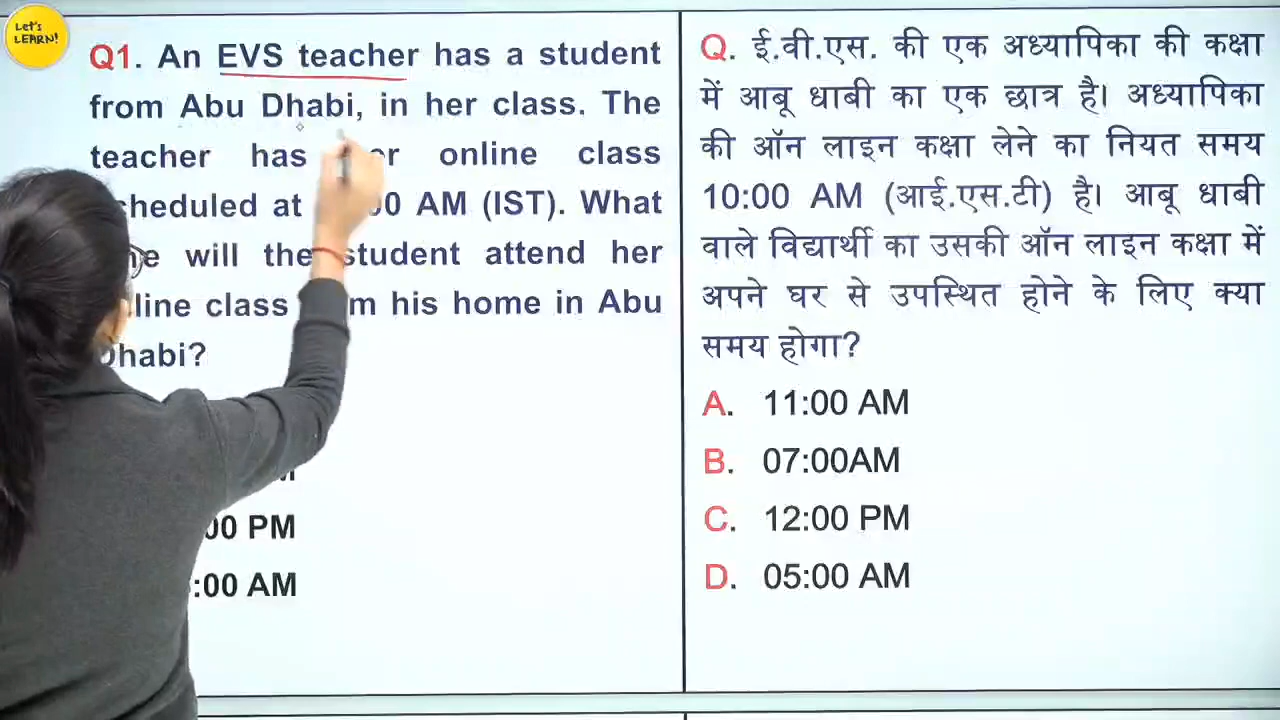 Let's
LEARN!
Q1. An EVS teacher has a student
from Abu Dhabi, in her class. The
teacher has online class
at AM (IST). What
will the student attend her
class his home in Abu
Dhabi?
PM
:00 AM
Q. ई.वी.एस. की एक अध्यापिका की कक्षा
में आबू धाबी का एक छात्र है। अध्यापिका
की ऑन लाइन कक्षा लेने का नियत समय
10:00 AM (आई.एस.टी) है। आबू धाबी
वाले विद्यार्थी का उसकी ऑन लाइन कक्षा में
अपने घर से उपस्थित होने के लिए क्या
समय होगा?
A. 11:00 AM
B. 07:00AM
C. 12:00 PM
D. 05:00 AM